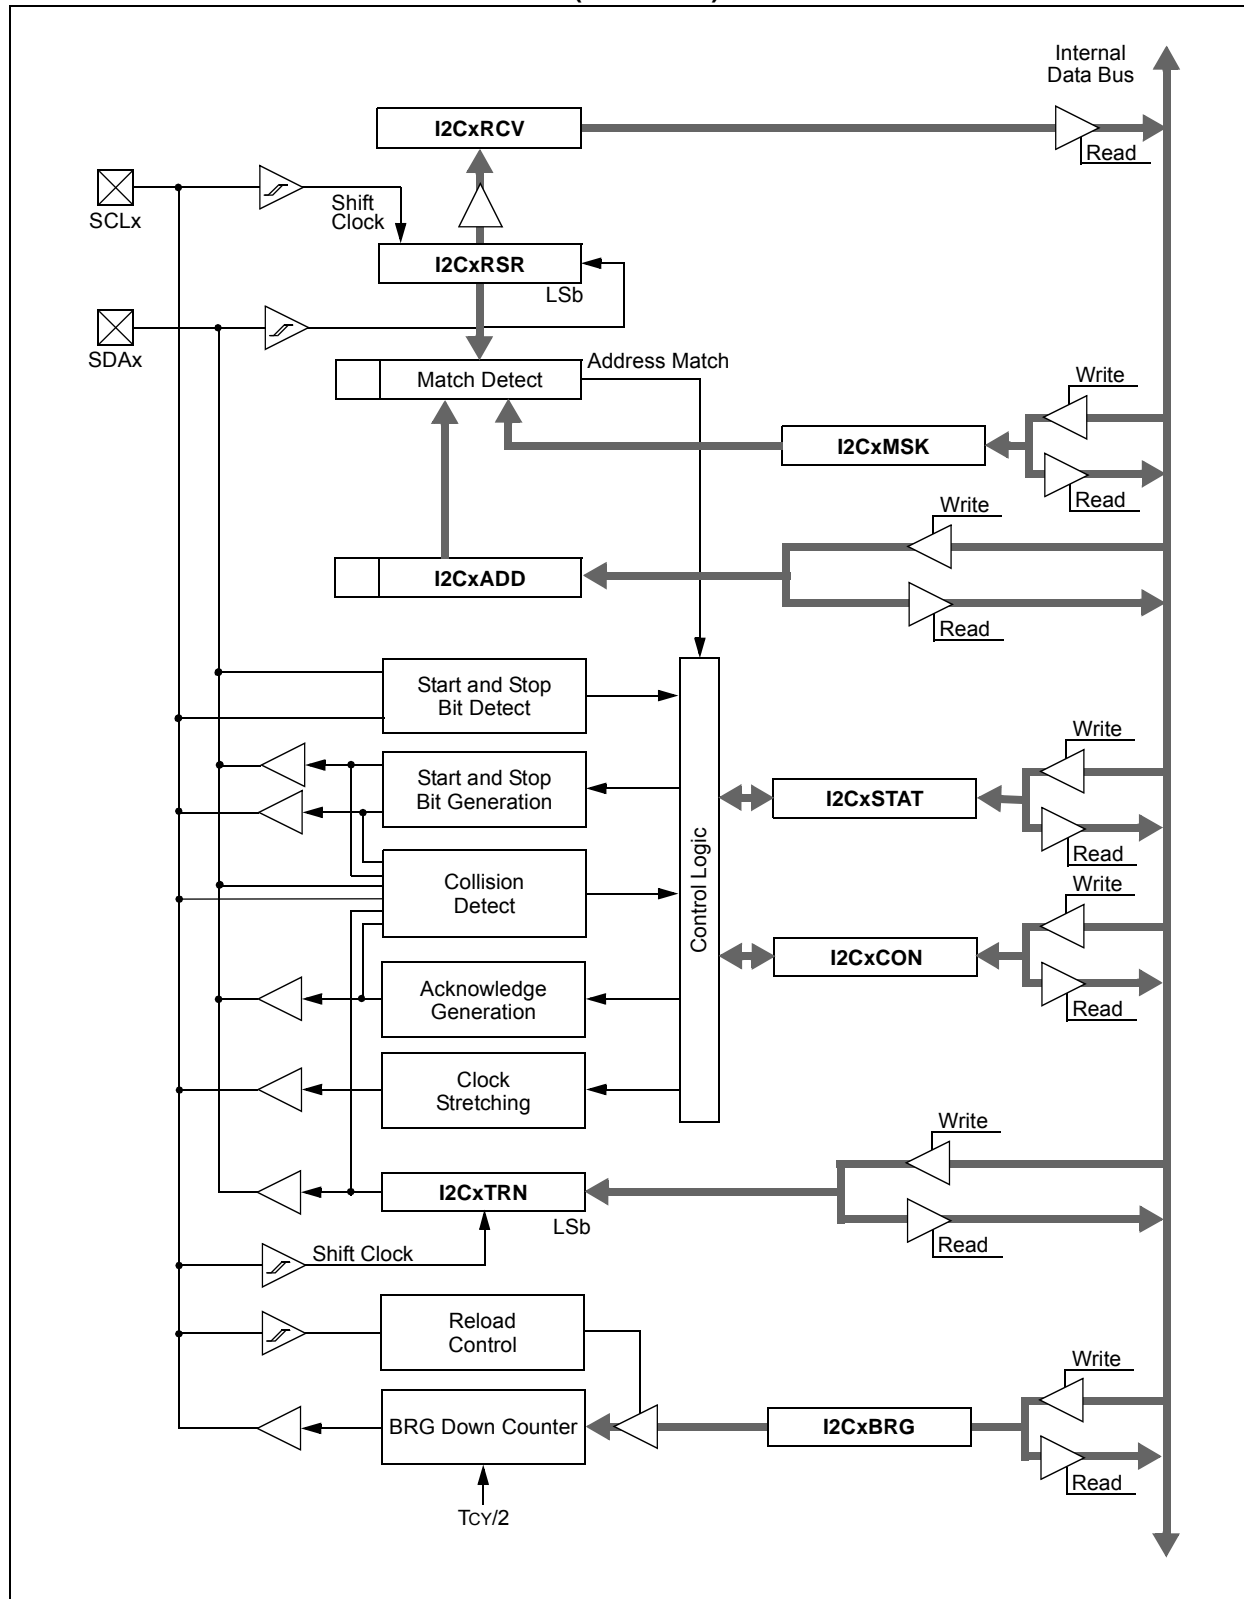 Internal
Data Bus
I2CxRCV
Read
SCLx
Shift
Clock
I2CxRSR
LSb
SDAx
Address Match
Match Detect
Write
I2CxMSK
Read
Write
I2CxADD
Read
Start and Stop
Bit Detect
Write
Start and Stop
Bit Generation
I2CxSTAT
Read
Control Logic
Collision
Detect
Write
I2CxCON
Acknowledge
Generation
Read
Clock
Stretching
Write
I2CxTRN
LSb
Read
Shift Clock
Reload
Control
Write
BRG Down Counter
I2CxBRG
Read
TCY/2